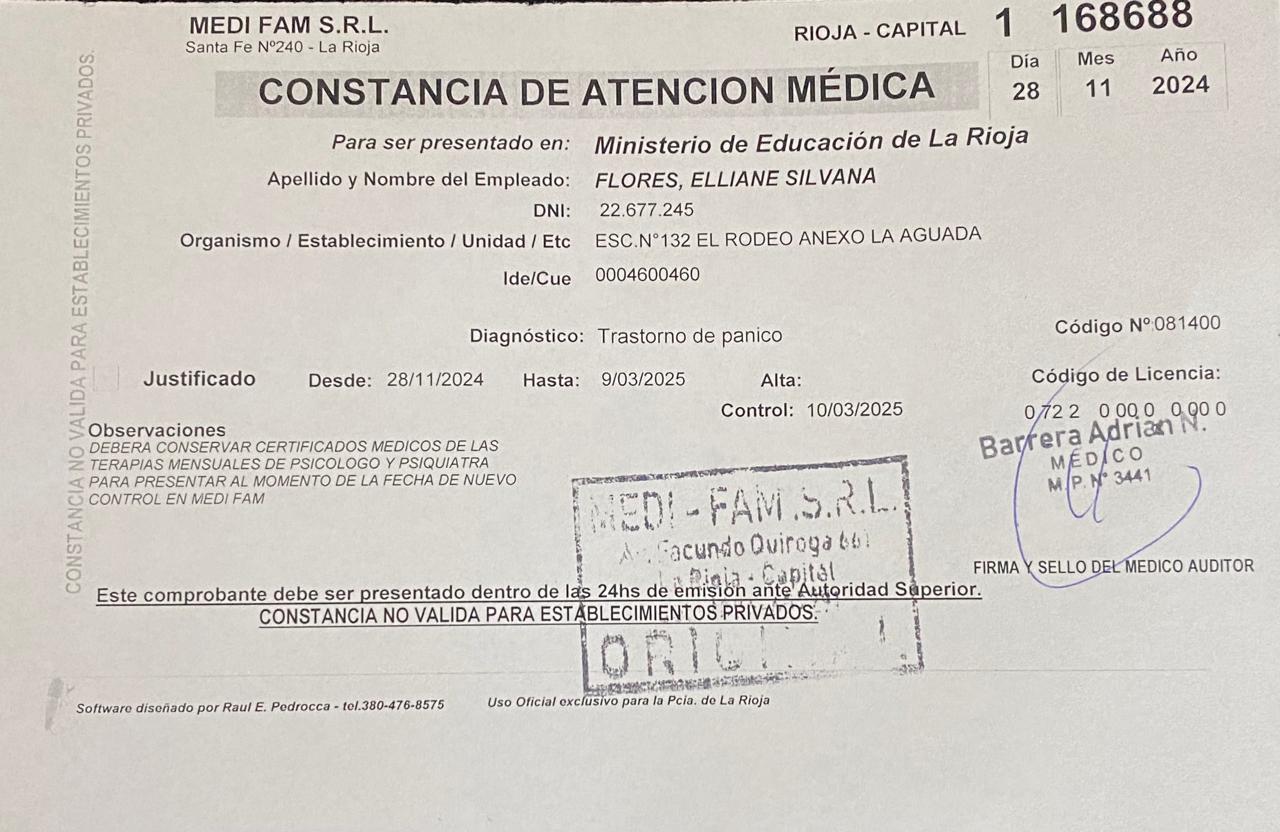 MEDI FAM S.R.L.
Santa Fe Nº240 - La Rioja
RIOJA - CAPITAL 1 168688
Día Mes Año
28 11 2024
CONSTANCIA DE ATENCION MÉDICA
Para ser presentado en: Ministerio de Educación de La Rioja
Apellido y Nombre del Empleado: FLORES, ELLIANE SILVANA
DNI: 22.677.245
Organismo / Establecimiento / Unidad / Etc ESC.N°132 EL RODEO ANEXO LA AGUADA
Ide/Cue 0004600460
Diagnóstico: Trastorno de panico
Código Nº:081400
Justificado Desde: 28/11/2024 Hasta: 9/03/2025 Alta:
Código de Licencia:
Control: 10/03/2025
0722 0000 0000
Observaciones
DEBERA CONSERVAR CERTIFICADOS MEDICOS DE LAS
TERAPIAS MENSUALES DE PSICOLOGO Y PSIQUIATRA
PARA PRESENTAR AL MOMENTO DE LA FECHA DE NUEVO
CONTROL EN MEDI FAM
Barrera Adrian N.
MÉDICO
M.P. N° 3441
MEDI-FAM.S.R.L.
Av. Facundo Quiroga 661
La Rioja - Capital
FIRMA Y SELLO DEL MEDICO AUDITOR
Este comprobante debe ser presentado dentro de las 24hs de emisión ante Autoridad Superior.
CONSTANCIA NO VALIDA PARA ESTABLECIMIENTOS PRIVADOS.
Software diseñado por Raul E. Pedrocca - tel.380-476-8575
Uso Oficial exclusivo para la Pcia. de La Rioja
CONSTANCIA NO VALIDA PARA ESTABLECIMIENTOS PRIVADOS.